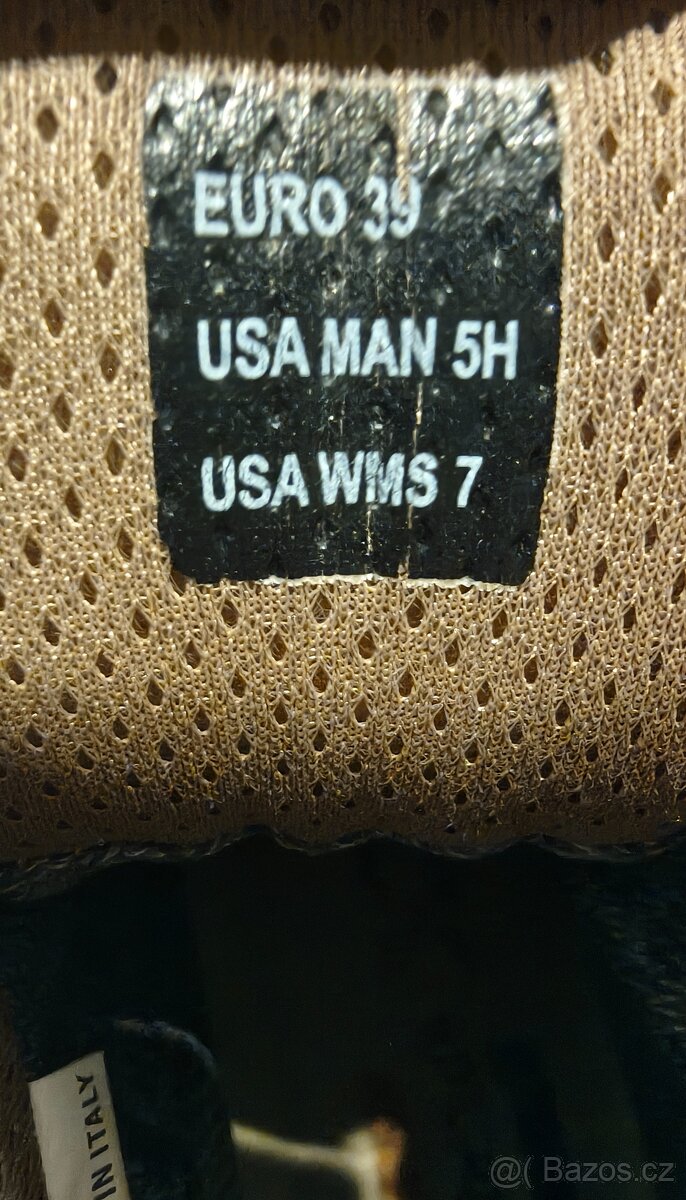 EURO 39
USA MAN 5H
USA WMS 7
IN ITALY
@( Bazos.cz